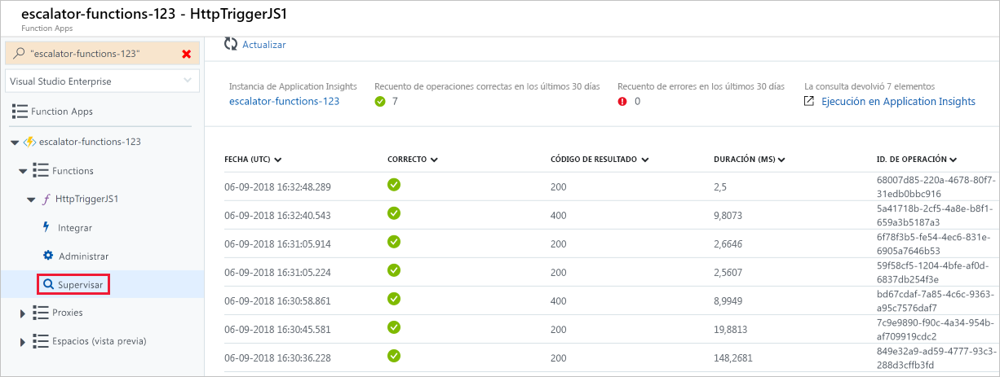 escalator-functions-123 - HttpTriggerJS1
Function Apps
"escalator-functions-123"
Visual Studio Enterprise
Function Apps
escalator-functions-123
Functions
HttpTriggerJS1
Integrar
Administrar
Supervisar
Proxies
Espacios (vista previa)
Actualizar
Instancia de Application Insights
escalator-functions-123
Recuento de operaciones correctas en los últimos 30 días
7
Recuento de errores en los últimos 30 días
0
La consulta devolvió 7 elementos
Ejecución en Application Insights
FECHA (UTC) CORRECTO CÓDIGO DE RESULTADO DURACIÓN (MS) ID. DE OPERACIÓN
06-09-2018 16:32:48.289 200 2,5 68007d85-220a-4678-80f7-
31edb0bbc916
06-09-2018 16:32:40.543 400 9,8073 5a41718b-2cf5-4a8e-b8f1-
659a3b5187a3
06-09-2018 16:31:05.914 200 2,6646 6f78f3b5-fe54-4ec6-831e-
6905a7646b53
06-09-2018 16:31:05.224 200 2,5607 59f58cf5-1204-4bfe-af0d-
6837db254f3e
06-09-2018 16:30:58.861 400 8,9949 bd67cdaf-7a85-4c6c-9363-
a95c7576daf7
06-09-2018 16:30:45.581 200 19,8813 7c9e9890-f90c-4a34-954b-
af709919cdc2
06-09-2018 16:30:36.228 200 148,2681 849e32a9-ad59-4777-93c3-
288d3cffb3fd